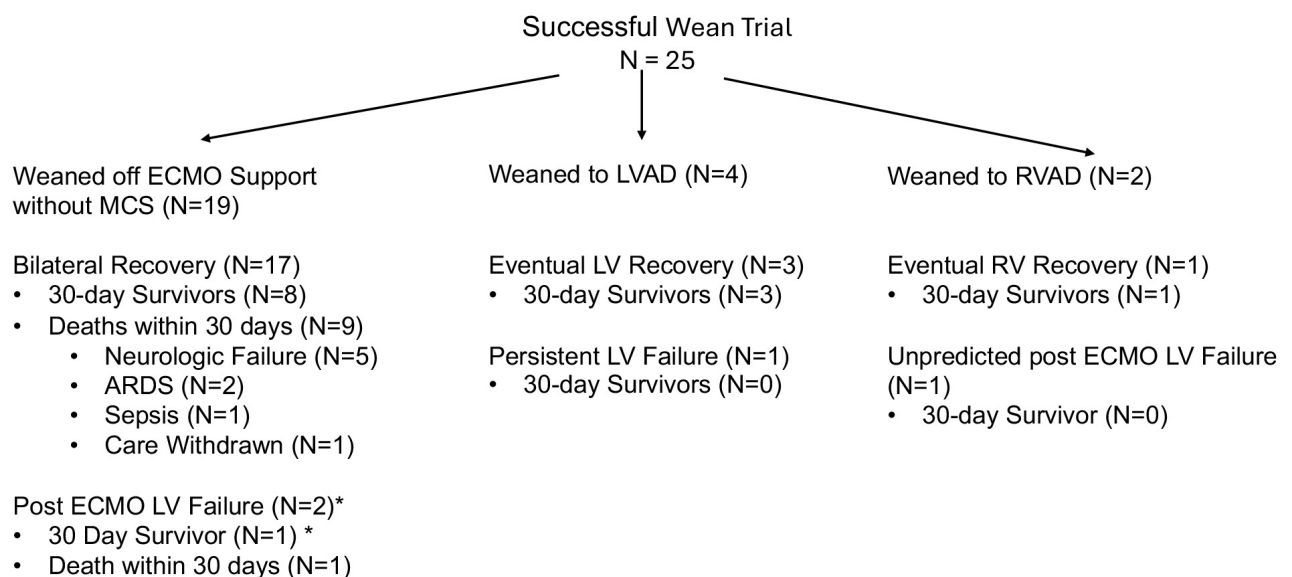 Successful Wean Trial
N = 25
Weaned off ECMO Support
without MCS (N=19)
Bilateral Recovery (N=17)
• 30-day Survivors (N=8)
• Deaths within 30 days (N=9)
• Neurologic Failure (N=5)
• ARDS (N=2)
• Sepsis (N=1)
• Care Withdrawn (N=1)
Post ECMO LV Failure (N=2)*
• 30 Day Survivor (N=1) *
• Death within 30 days (N=1)
Weaned to LVAD (N=4)
Eventual LV Recovery (N=3)
• 30-day Survivors (N=3)
Persistent LV Failure (N=1)
• 30-day Survivors (N=0)
Weaned to RVAD (N=2)
Eventual RV Recovery (N=1)
• 30-day Survivors (N=1)
Unpredicted post ECMO LV Failure
(N=1)
• 30-day Survivor (N=0)